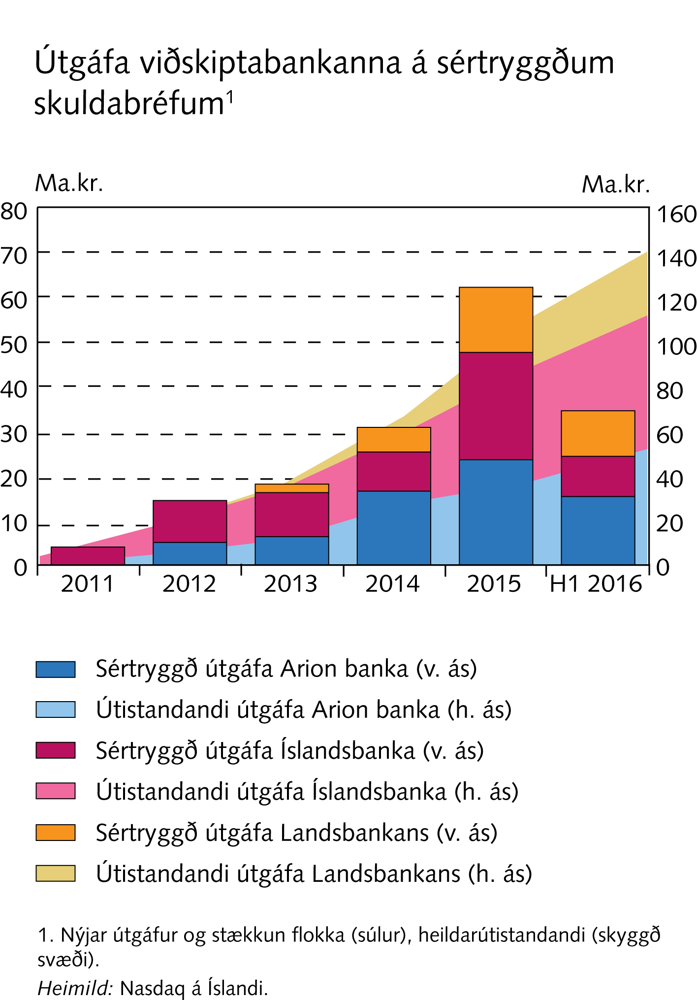 Útgáfa viðskiptabankanna á sértryggðum
skuldabréfum¹
Ma.kr.
Ma.kr.
80
160
70
140
60
120
50
100
40
80
30
60
20
40
10
20
0
0
2011
2012
2013
2014
2015
H1 2016
Sértryggð útgáfa Arion banka (v. ás)
Útistandandi útgáfa Arion banka (h. ás)
Sértryggð útgáfa Íslandsbanka (v. ás)
Útistandandi útgáfa Íslandsbanka (h. ás)
Sértryggð útgáfa Landsbankans (v. ás)
Útistandandi útgáfa Landsbankans (h. ás)
1. Nýjar útgáfur og stækkun flokka (súlur), heildarútistandandi (skyggð
svæði).
Heimild: Nasdaq á Íslandi.